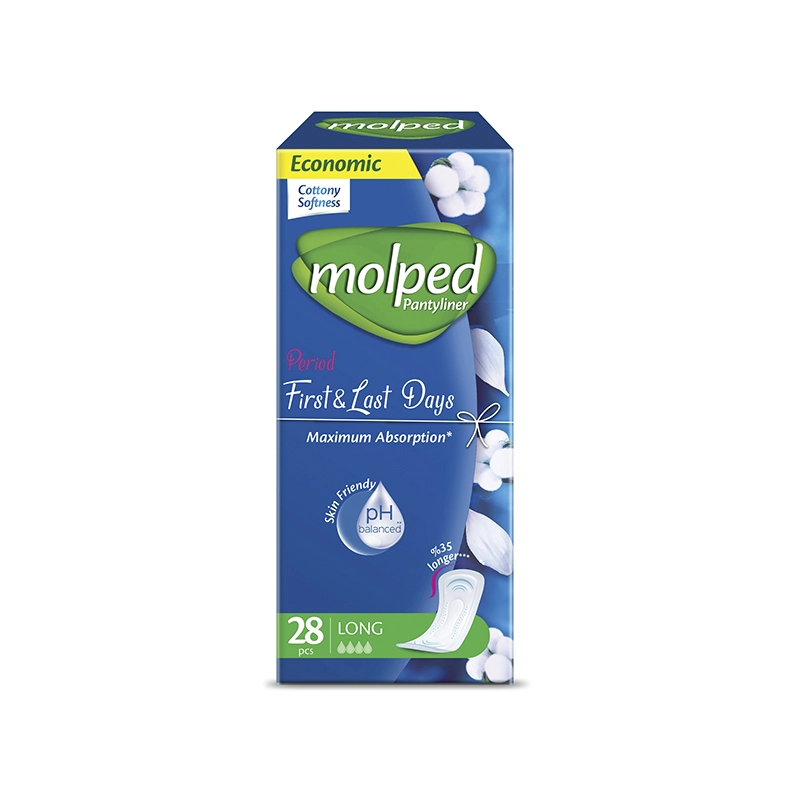 molped
Economic
Cottony
Softness
molped
Pantyliner
Period
First & Last Days
Maximum Absorption*
Skin Friendly
pH
balanced**
%35
longer...
28
pcs
LONG